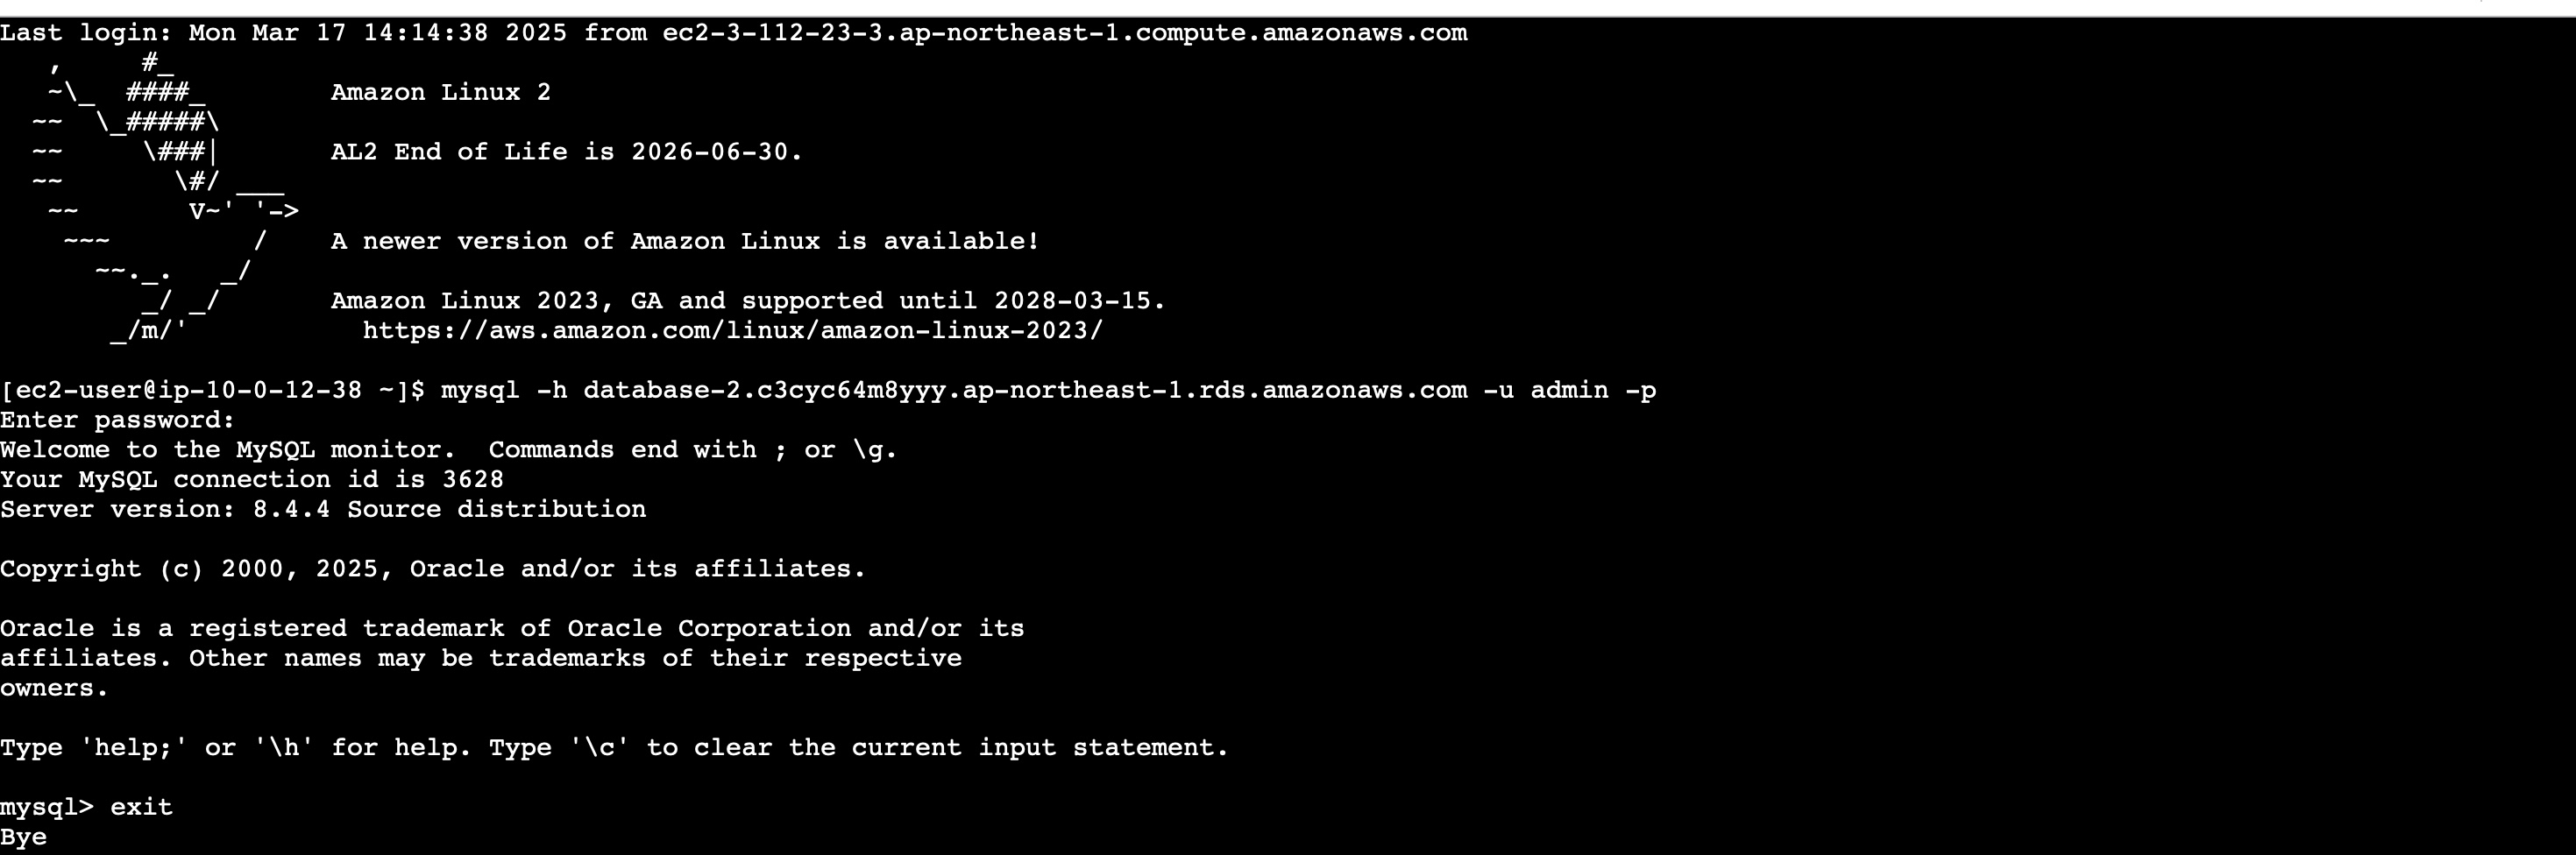 Last login: Mon Mar 17 14:14:38 2025 from ec2-3-112-23-3.ap-northeast-1.compute.amazonaws.com
   ,     #_
   ~\_  ####_        Amazon Linux 2
  ~~  \_#####\
  ~~     \###|       AL2 End of Life is 2026-06-30.
  ~~       \#/ ___
   ~~       V~' '->
    ~~~         /    A newer version of Amazon Linux is available!
      ~~._.   _/
         _/ _/       Amazon Linux 2023, GA and supported until 2028-03-15.
       _/m/'           https://aws.amazon.com/linux/amazon-linux-2023/

[ec2-user@ip-10-0-12-38 ~]$ mysql -h database-2.c3cyc64m8yyy.ap-northeast-1.rds.amazonaws.com -u admin -p
Enter password:
Welcome to the MySQL monitor.  Commands end with ; or \g.
Your MySQL connection id is 3628
Server version: 8.4.4 Source distribution

Copyright (c) 2000, 2025, Oracle and/or its affiliates.

Oracle is a registered trademark of Oracle Corporation and/or its
affiliates. Other names may be trademarks of their respective
owners.

Type 'help;' or '\h' for help. Type '\c' to clear the current input statement.

mysql> exit
Bye